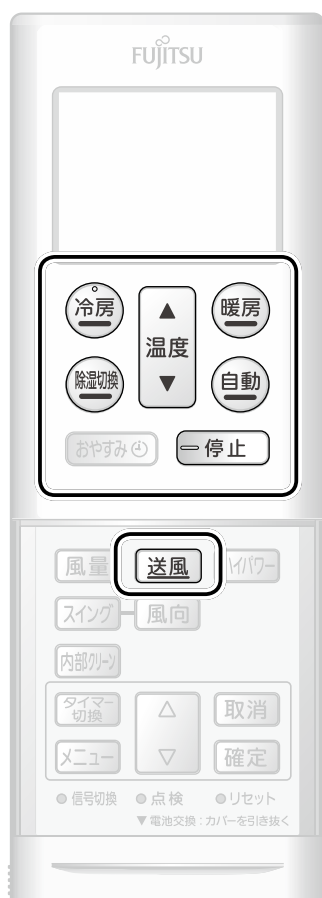 FUJITSU
冷房
暖房
温度
除湿切換
自動
おやすみ
停止
風量
送風
ハイパワー
スイング
風向
内部クリーン
タイマー
切換
取消
メニュー
確定
信号切換
点検
リセット
▼電池交換：カバーを引き抜く